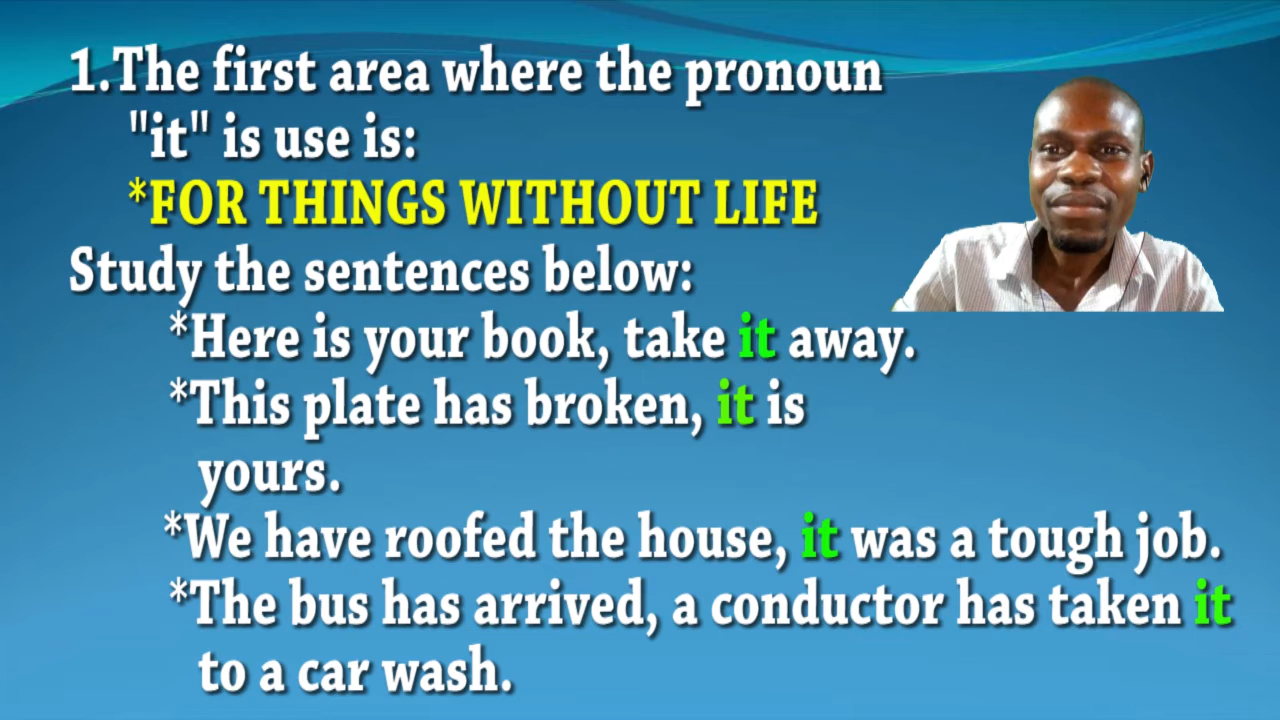 1.The first area where the pronoun
"it" is use is:
*FOR THINGS WITHOUT LIFE
Study the sentences below:
*Here is your book, take it away.
*This plate has broken, it is
yours.
*We have roofed the house, it was a tough job.
*The bus has arrived, a conductor has taken it
to a car wash.